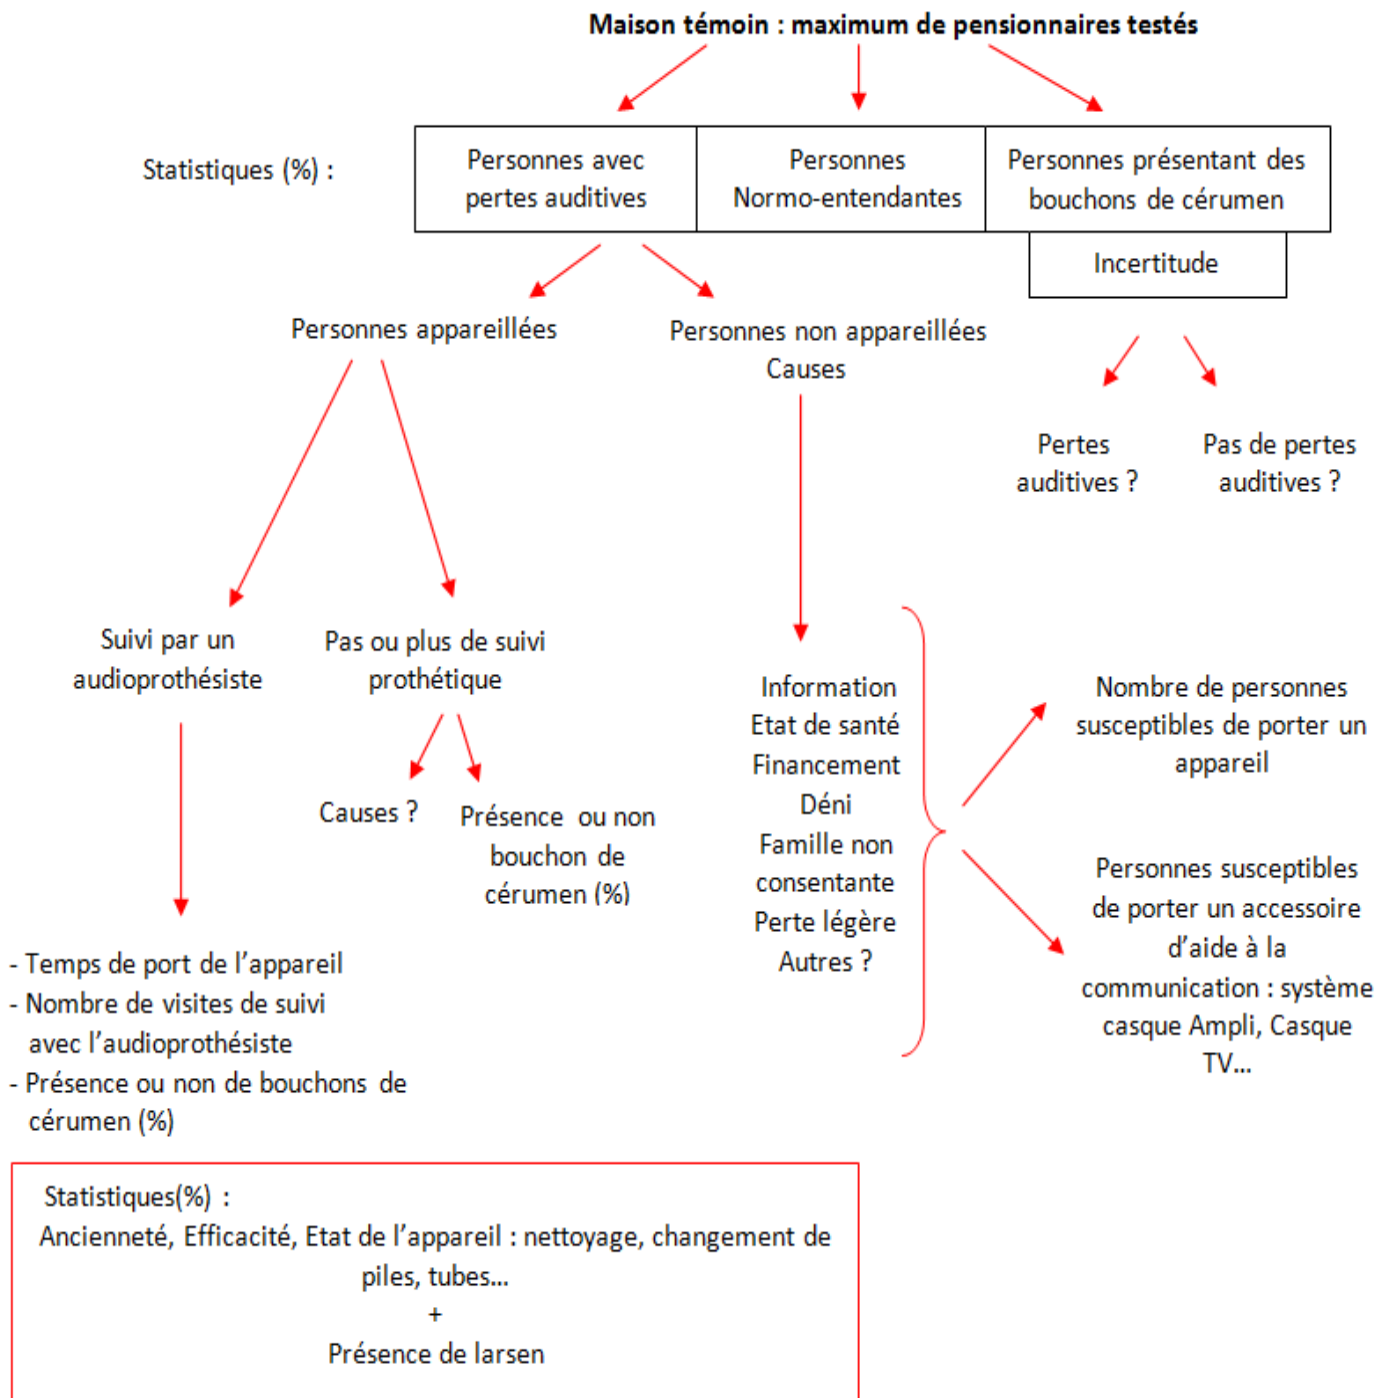 Maison témoin : maximum de pensionnaires testés
Statistiques (%) :
Personnes avec
pertes auditives
Personnes
Normo-entendantes
Personnes présentant des
bouchons de cérumen
Incertitude
Personnes appareillées
Personnes non appareillées
Causes
Pertes
auditives ?
Pas de pertes
auditives ?
Suivi par un
audioprothésiste
Pas ou plus de suivi
prothétique
Information
Etat de santé
Financement
Déni
Famille non
consentante
Perte légère
Autres ?
Nombre de personnes
susceptibles de porter un
appareil
Causes ?
Présence ou non
bouchon de
cérumen (%)
Personnes susceptibles
de porter un accessoire
d’aide à la
communication : système
casque Ampli, Casque
TV...
- Temps de port de l’appareil
- Nombre de visites de suivi
avec l’audioprothésiste
- Présence ou non de bouchons de
cérumen (%)
Statistiques(%) :
Ancienneté, Efficacité, Etat de l’appareil : nettoyage, changement de
piles, tubes...
+
Présence de larsen